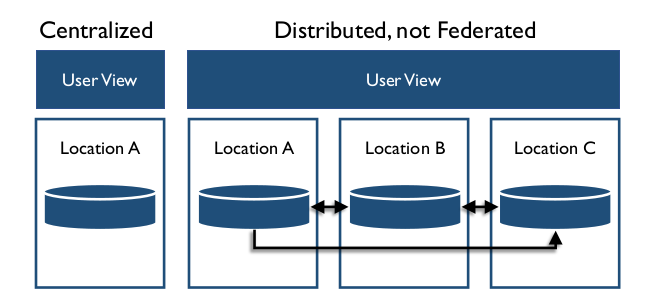 Centralized
Distributed, not Federated
User View
User View
Location A
Location A
Location B
Location C